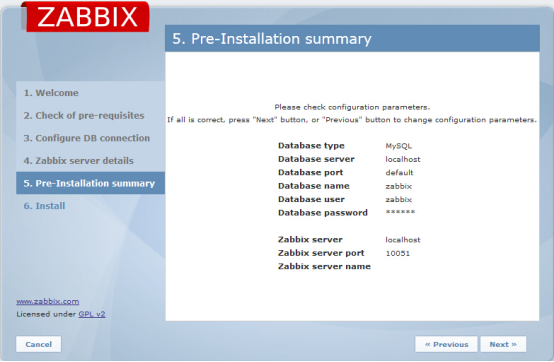 ZABBIX
5. Pre-Installation summary
1. Welcome
2. Check of pre-requisites
3. Configure DB connection
4. Zabbix server details
5. Pre-Installation summary
6. Install
Please check configuration parameters.
If all is correct, press "Next" button, or "Previous" button to change configuration parameters.
Database type MySQL
Database server localhost
Database port default
Database name zabbix
Database user zabbix
Database password ******
Zabbix server localhost
Zabbix server port 10051
Zabbix server name
www.zabbix.com
Licensed under GPL v2
Cancel
« Previous Next »